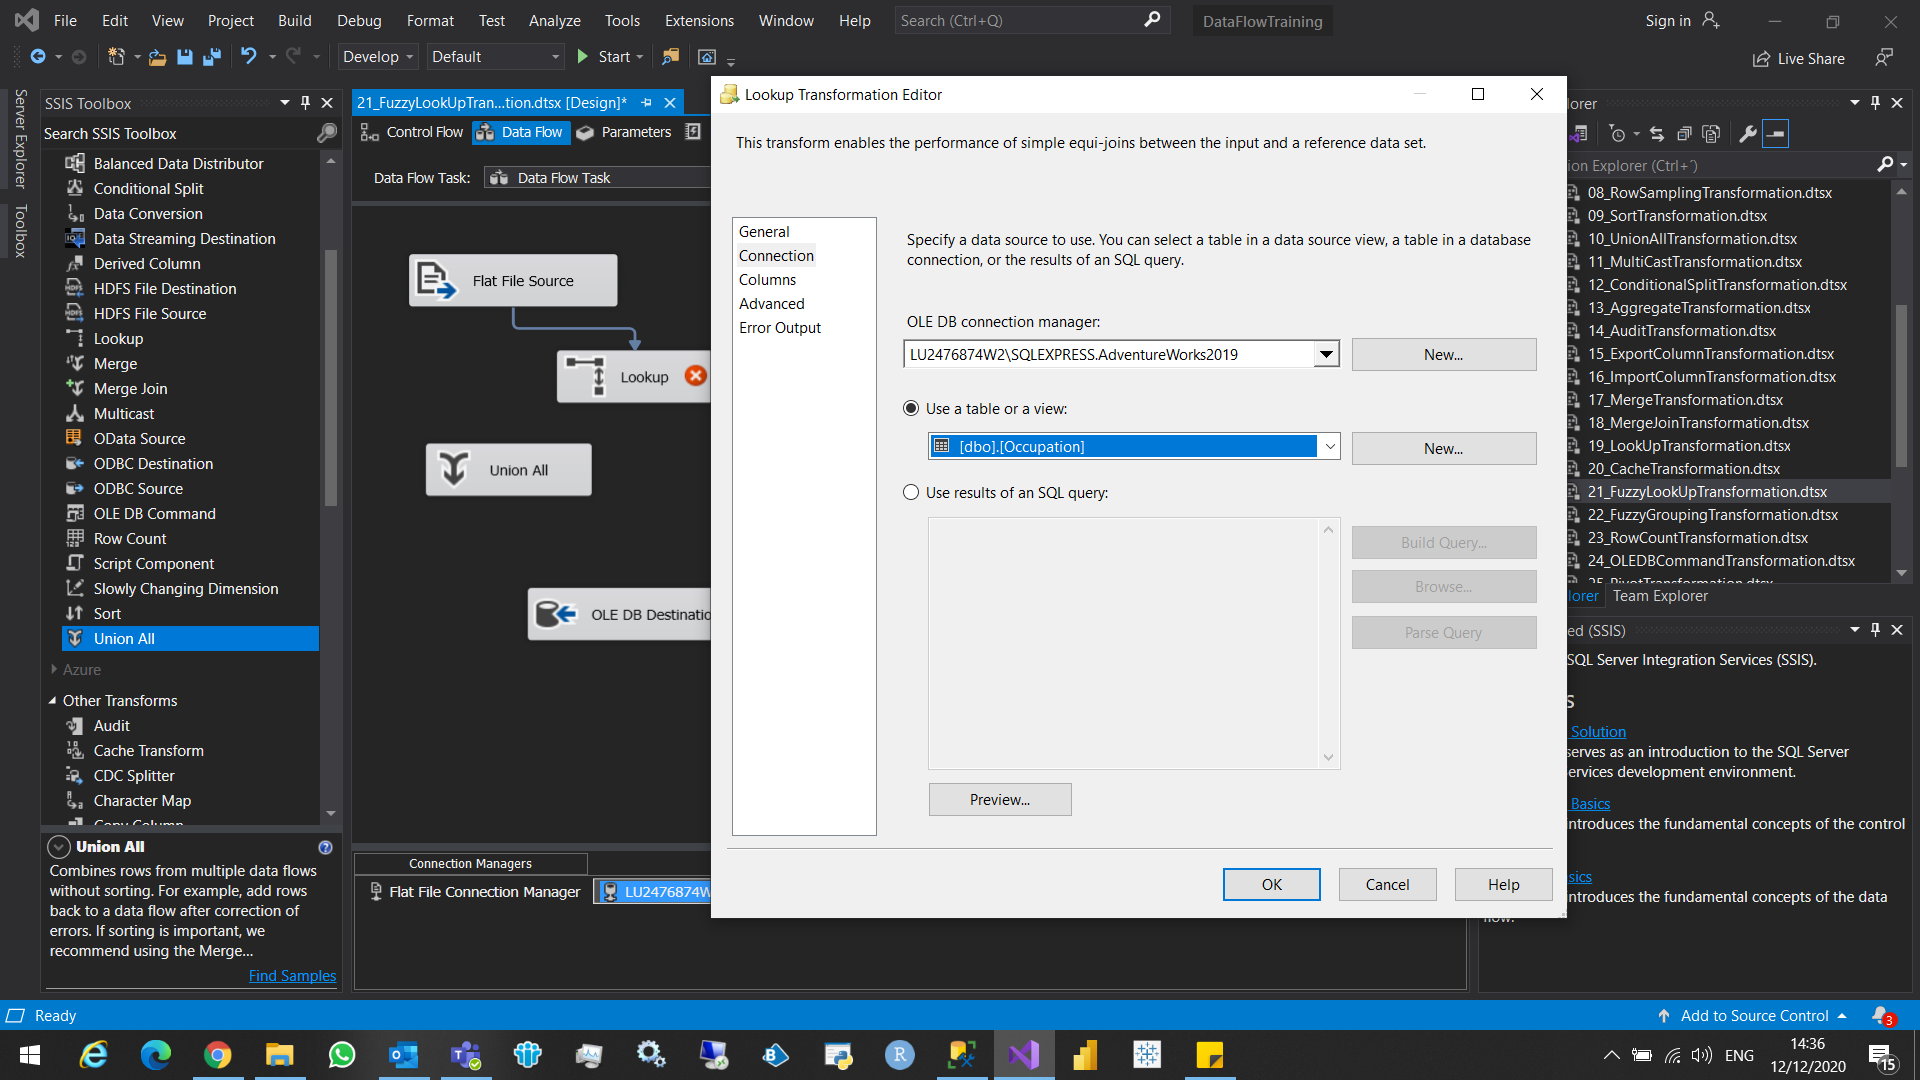 File Edit View Project Build Debug Format Test Analyze Tools Extensions Window Help
Search (Ctrl+Q)
DataFlowTraining
Sign in
Develop
Default
Start
Live Share
Server Explorer
Toolbox
SSIS Toolbox
Search SSIS Toolbox
Balanced Data Distributor
Conditional Split
Data Conversion
Data Streaming Destination
Derived Column
HDFS File Destination
HDFS File Source
Lookup
Merge
Merge Join
Multicast
OData Source
ODBC Destination
ODBC Source
OLE DB Command
Row Count
Script Component
Slowly Changing Dimension
Sort
Union All
Azure
Other Transforms
Audit
Cache Transform
CDC Splitter
Character Map
Copy Column
Union All
Combines rows from multiple data flows
without sorting. For example, add rows
back to a data flow after correction of
errors. If sorting is important, we
recommend using the Merge...
Find Samples
21_FuzzyLookUpTran...tion.dtsx [Design]*
Control Flow
Data Flow
Parameters
Data Flow Task:
Data Flow Task
Flat File Source
Lookup
Union All
OLE DB Destinatio
Connection Managers
Flat File Connection Manager
LU2476874W
Lookup Transformation Editor
This transform enables the performance of simple equi-joins between the input and a reference data set.
General
Connection
Columns
Advanced
Error Output
Specify a data source to use. You can select a table in a data source view, a table in a database
connection, or the results of an SQL query.
OLE DB connection manager:
LU2476874W2\SQLEXPRESS.AdventureWorks2019
New...
Use a table or a view:
[dbo].[Occupation]
New...
Use results of an SQL query:
Build Query...
Browse...
Parse Query
Preview...
OK
Cancel
Help
lorer
ion Explorer (Ctrl+¨)
08_RowSamplingTransformation.dtsx
09_SortTransformation.dtsx
10_UnionAllTransformation.dtsx
11_MultiCastTransformation.dtsx
12_ConditionalSplitTransformation.dtsx
13_AggregateTransformation.dtsx
14_AuditTransformation.dtsx
15_ExportColumnTransformation.dtsx
16_ImportColumnTransformation.dtsx
17_MergeTransformation.dtsx
18_MergeJoinTransformation.dtsx
19_LookUpTransformation.dtsx
20_CacheTransformation.dtsx
21_FuzzyLookUpTransformation.dtsx
22_FuzzyGroupingTransformation.dtsx
23_RowCountTransformation.dtsx
24_OLEDBCommandTransformation.dtsx
25_PivotTransformation.dtsx
lorer
Team Explorer
ed (SSIS)
SQL Server Integration Services (SSIS).
S
Solution
serves as an introduction to the SQL Server
ervices development environment.
Basics
ntroduces the fundamental concepts of the control
sics
ntroduces the fundamental concepts of the data
flow.
Ready
Add to Source Control
3
ENG
14:36
12/12/2020
15